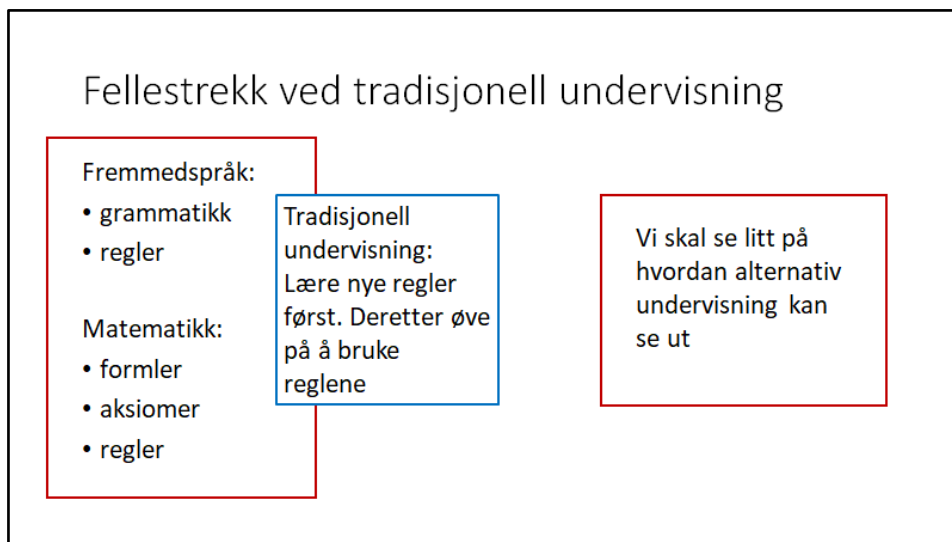 Fellestrekk ved tradisjonell undervisning
Fremmedspråk:
• grammatikk
• regler
Matematikk:
• formler
• aksiomer
• regler
Tradisjonell
undervisning:
Lære nye regler
først. Deretter øve
på å bruke
reglene
Vi skal se litt på
hvordan alternativ
undervisning kan
se ut